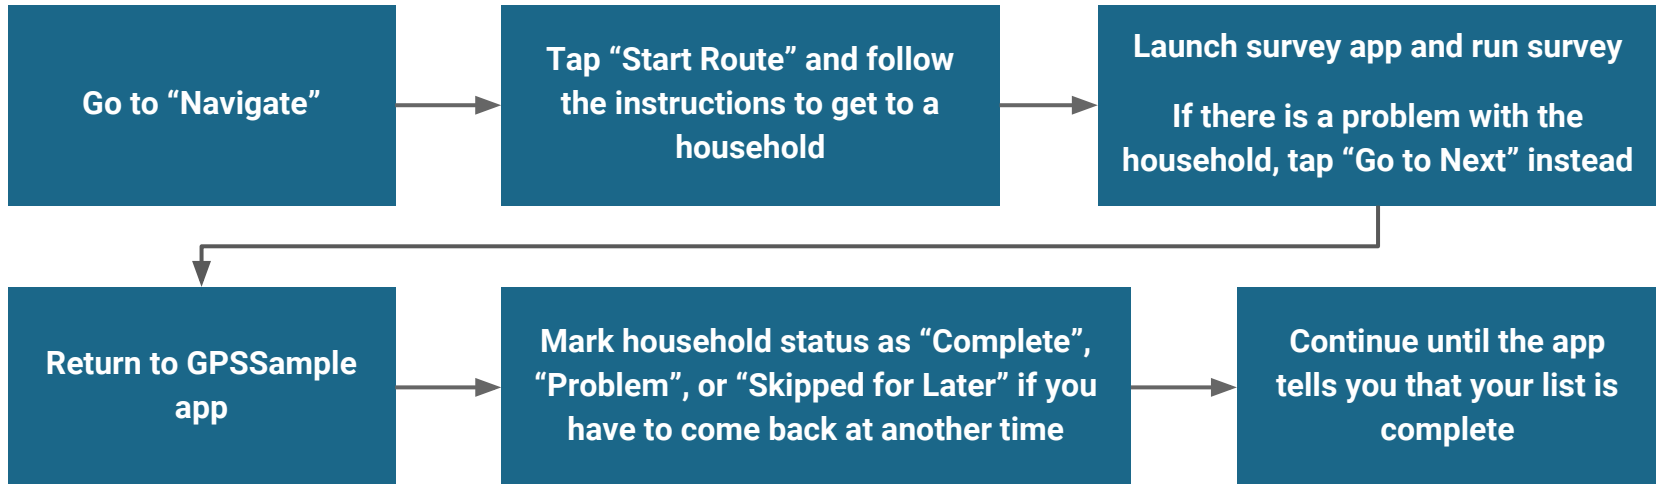 Go to “Navigate”
Tap “Start Route” and follow
the instructions to get to a
household
Launch survey app and run survey
If there is a problem with the
household, tap “Go to Next” instead
Return to GPSSample
app
Mark household status as “Complete”,
“Problem”, or “Skipped for Later” if you
have to come back at another time
Continue until the app
tells you that your list is
complete